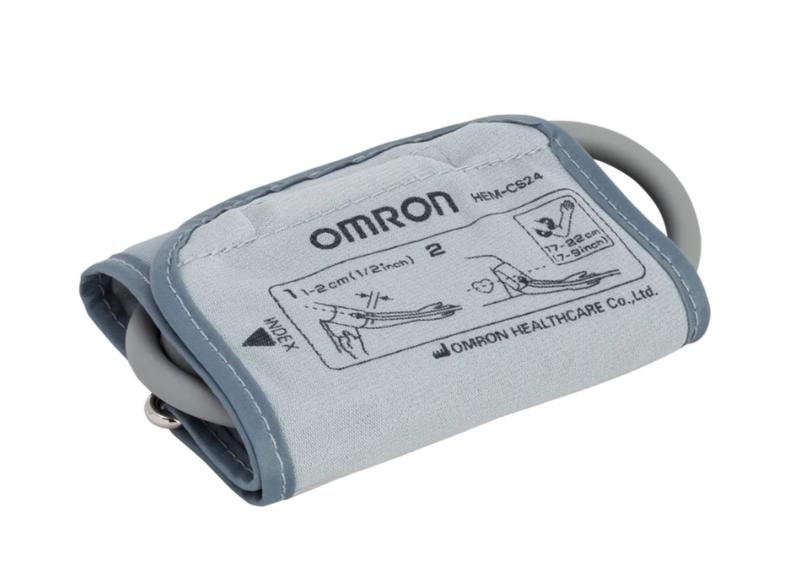 OMRON HEM-CS24
1 1-2cm(1/2inch) 2
17-22cm
(7-9inch)
INDEX
OMRON HEALTHCARE Co.,Ltd.